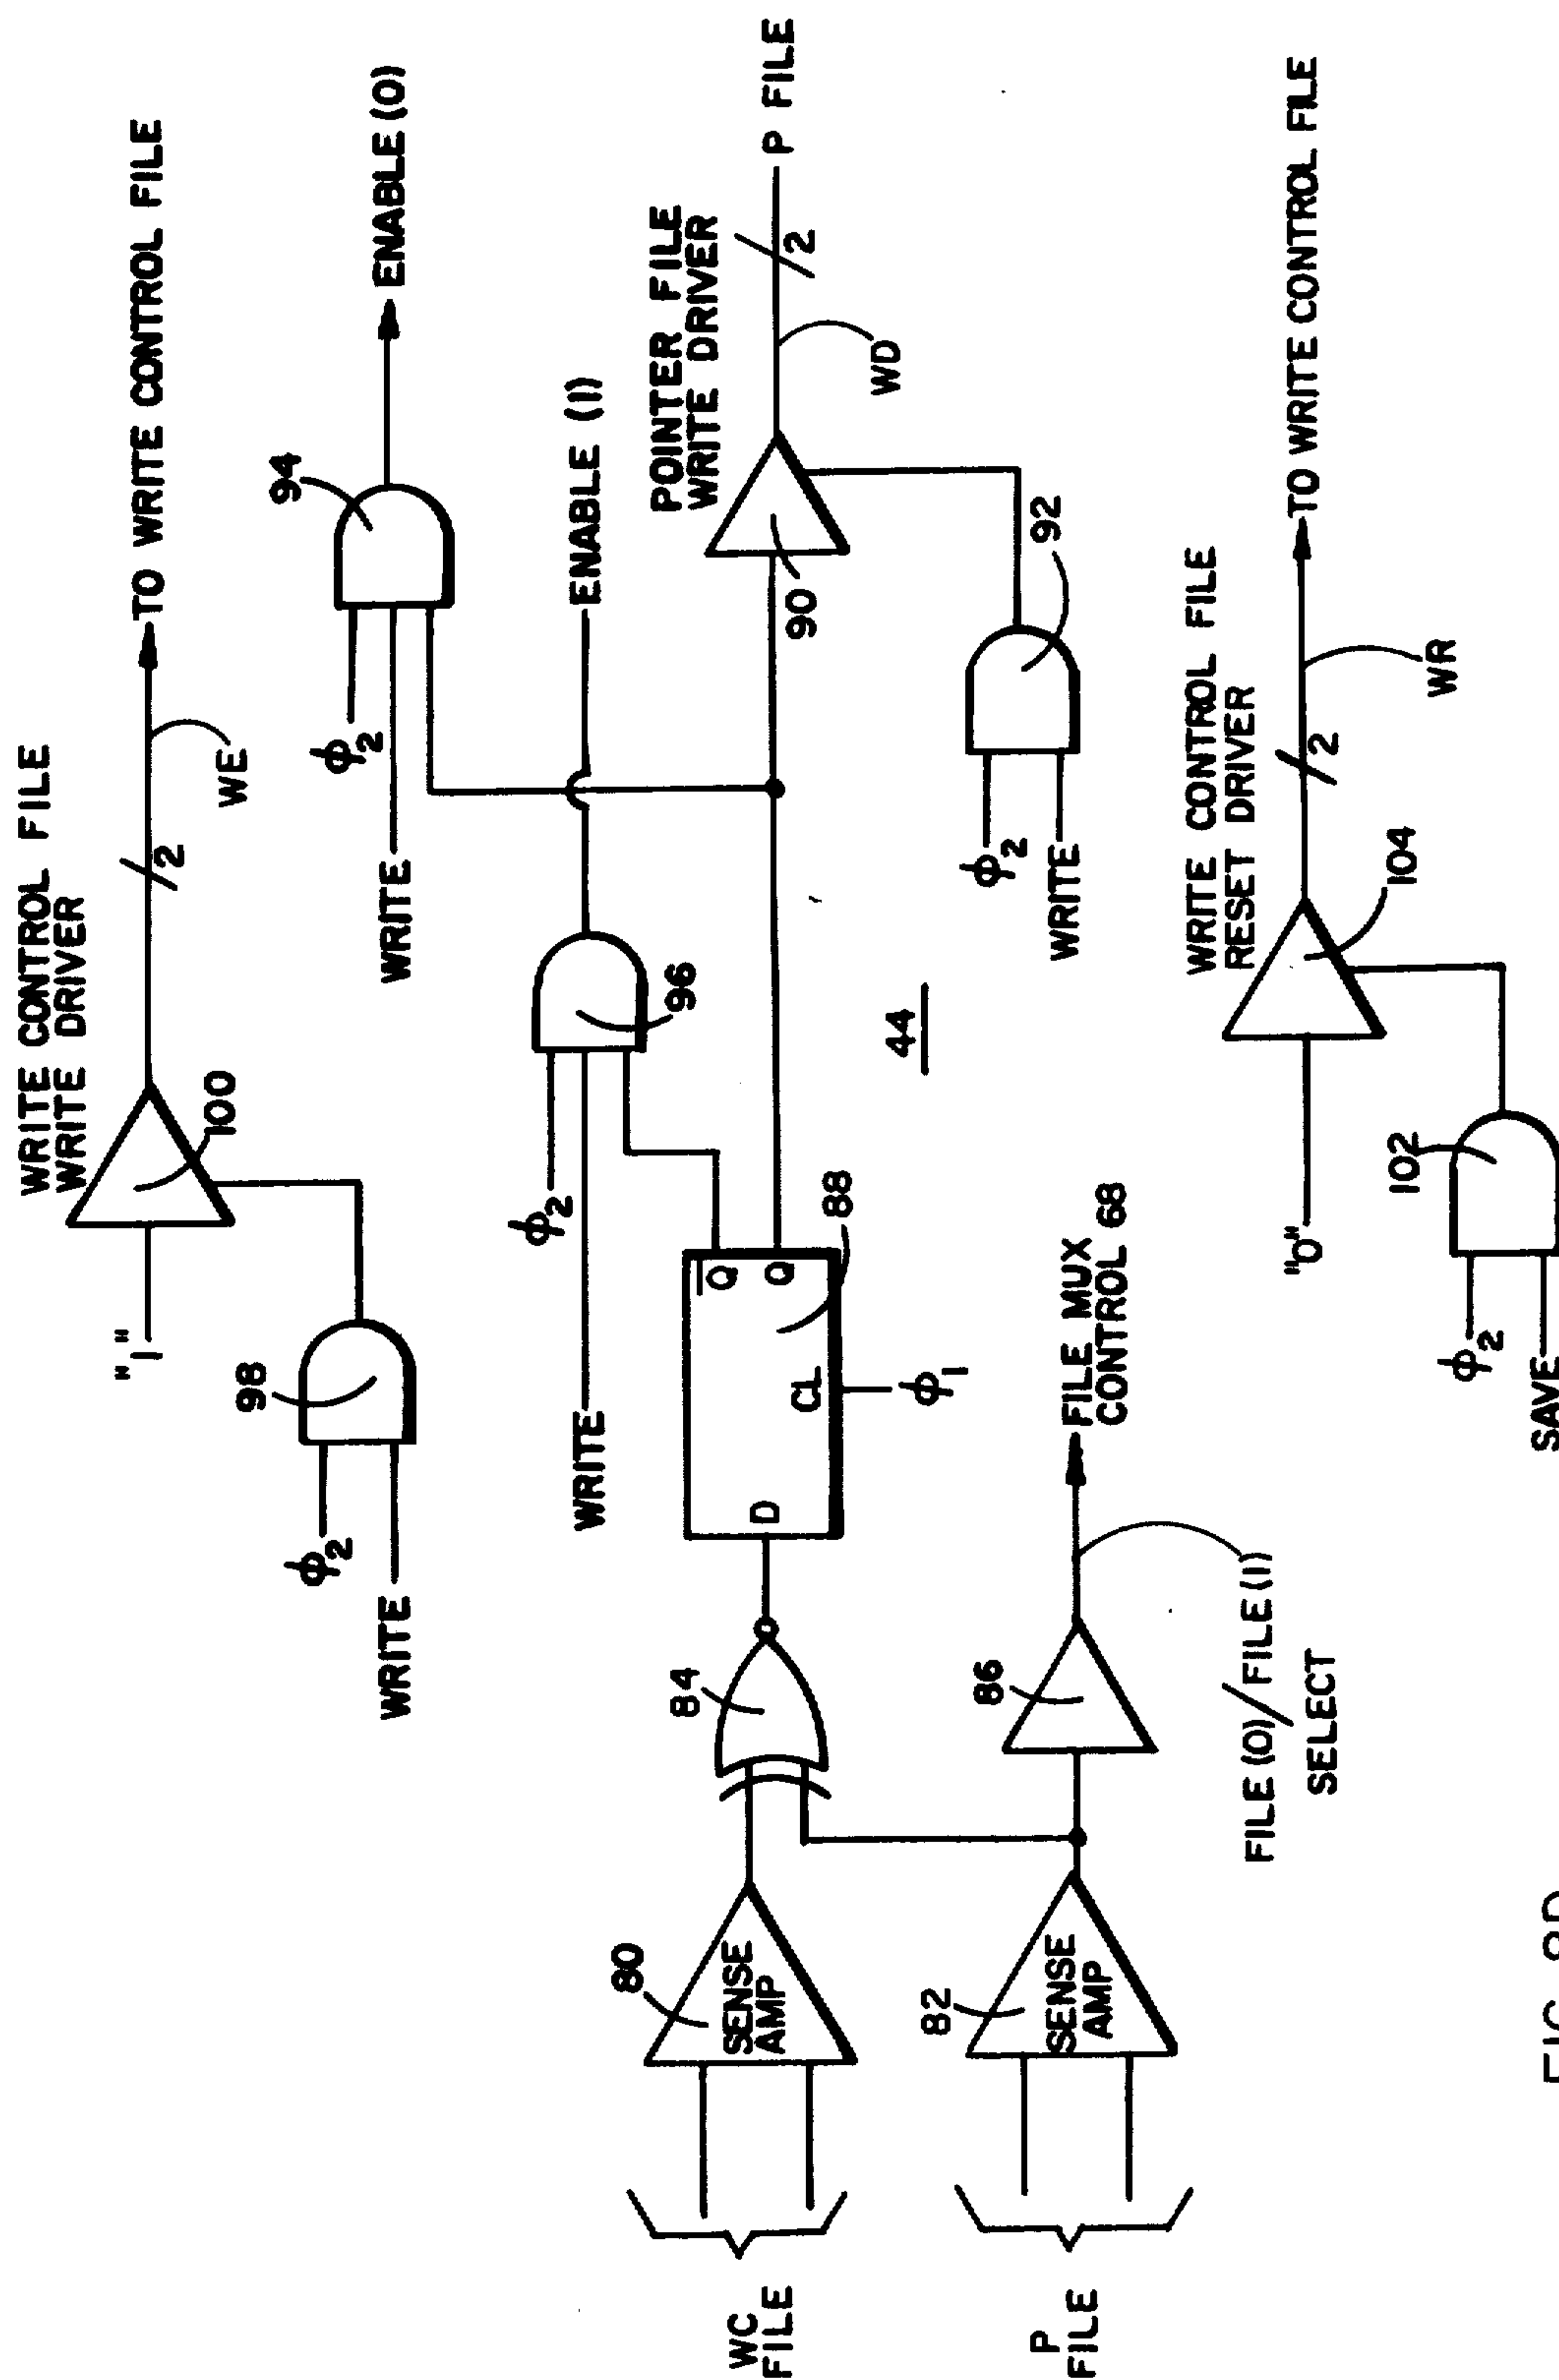 WRITE CONTROL FILE
WRITE DRIVER
"1"
100
2
WE
TO WRITE CONTROL FILE
98
ϕ2
WRITE
94
ϕ2
WRITE
ENABLE (0)
96
ϕ2
WRITE
ENABLE (1)
POINTER FILE
WRITE DRIVER
90
2
P FILE
WD
92
ϕ2
WRITE
WC
FILE
80
SENSE
AMP
84
D
Q
Q
CL
88
ϕ1
44
P
FILE
82
SENSE
AMP
86
FILE MUX
CONTROL 68
FILE (0)/FILE (1)
SELECT
WRITE CONTROL FILE
RESET DRIVER
"0"
104
2
WR
TO WRITE CONTROL FILE
102
ϕ2
SAVE